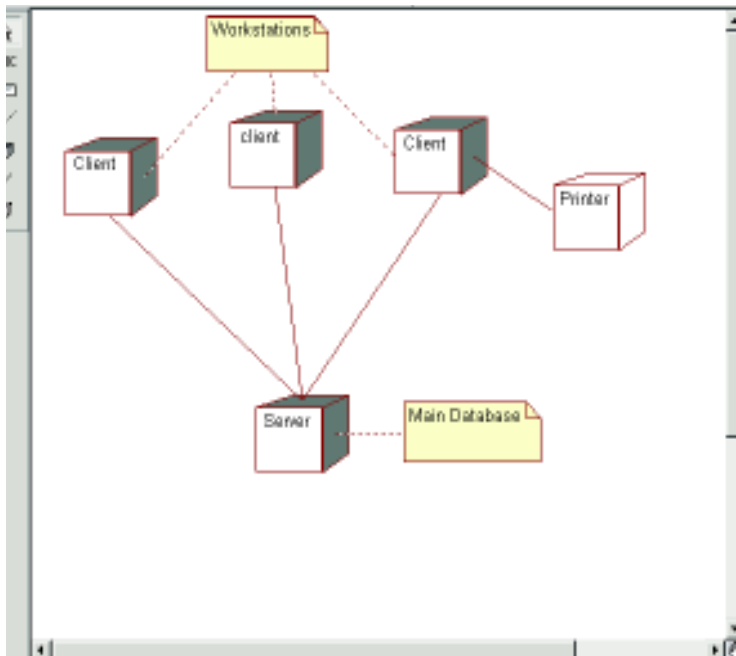 Workstations
Client
client
Client
Printer
Server
Main Database